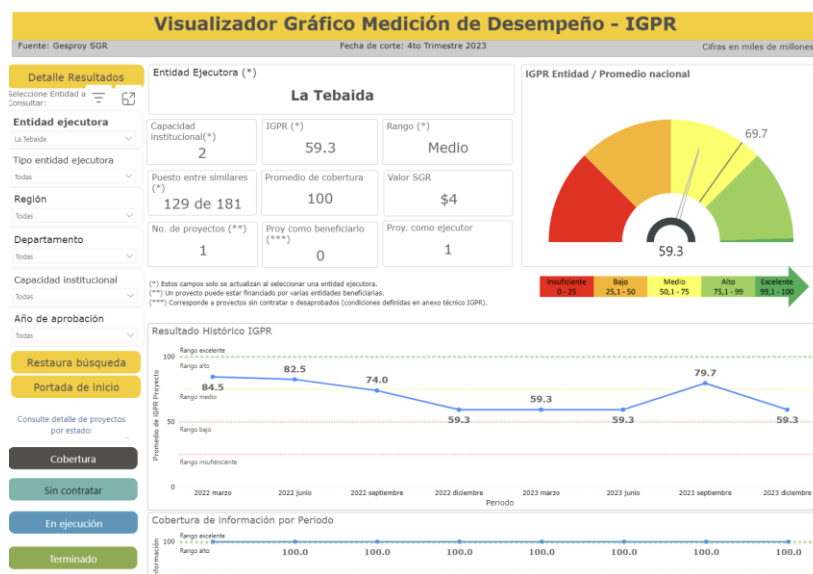 Visualizador Gráfico Medición de Desempeño - IGPR
Fuente: Gesproy SGR
Fecha de corte: 4to Trimestre 2023
Cifras en miles de millones
Detalle Resultados
Seleccione Entidad a
Consultar:
Entidad ejecutora
La Tebaida
Tipo entidad ejecutora
Todas
Región
Todas
Departamento
Todas
Capacidad institucional
Todas
Año de aprobación
Todas
Restaura búsqueda
Portada de inicio
Consulte detalle de proyectos
por estado:
Cobertura
Sin contratar
En ejecución
Terminado
Entidad Ejecutora (*)
La Tebaida
Capacidad
institucional(*)
2
IGPR (*)
59.3
Rango (*)
Medio
Puesto entre similares
(*)
129 de 181
Promedio de cobertura
100
Valor SGR
$4
No. de proyectos (**)
1
Proy como beneficiario
(***)
0
Proy. como ejecutor
1
(*) Estos campos solo se actualizan al seleccionar una entidad ejecutora.
(**) Un proyecto puede estar financiado por varias entidades beneficiarias.
(***) Corresponde a proyectos sin contratar o desaprobados (condiciones definidas en anexo técnico IGPR).
IGPR Entidad / Promedio nacional
69.7
59.3
Insuficiente
0 - 25
Bajo
25,1 - 50
Medio
50,1 - 75
Alto
75,1 - 99
Excelente
99,1 - 100
Resultado Histórico IGPR
Promedio de IGPR Proyecto
100
50
0
Rango excelente
Rango alto
Rango medio
Rango bajo
Rango insufienciente
84.5
82.5
74.0
59.3
59.3
59.3
79.7
59.3
2022 marzo
2022 junio
2022 septiembre
2022 diciembre
2023 marzo
2023 junio
2023 septiembre
2023 diciembre
Periodo
Cobertura de información por Periodo
100
Rango excelente
Rango alto
100.0
100.0
100.0
100.0
100.0
100.0
100.0